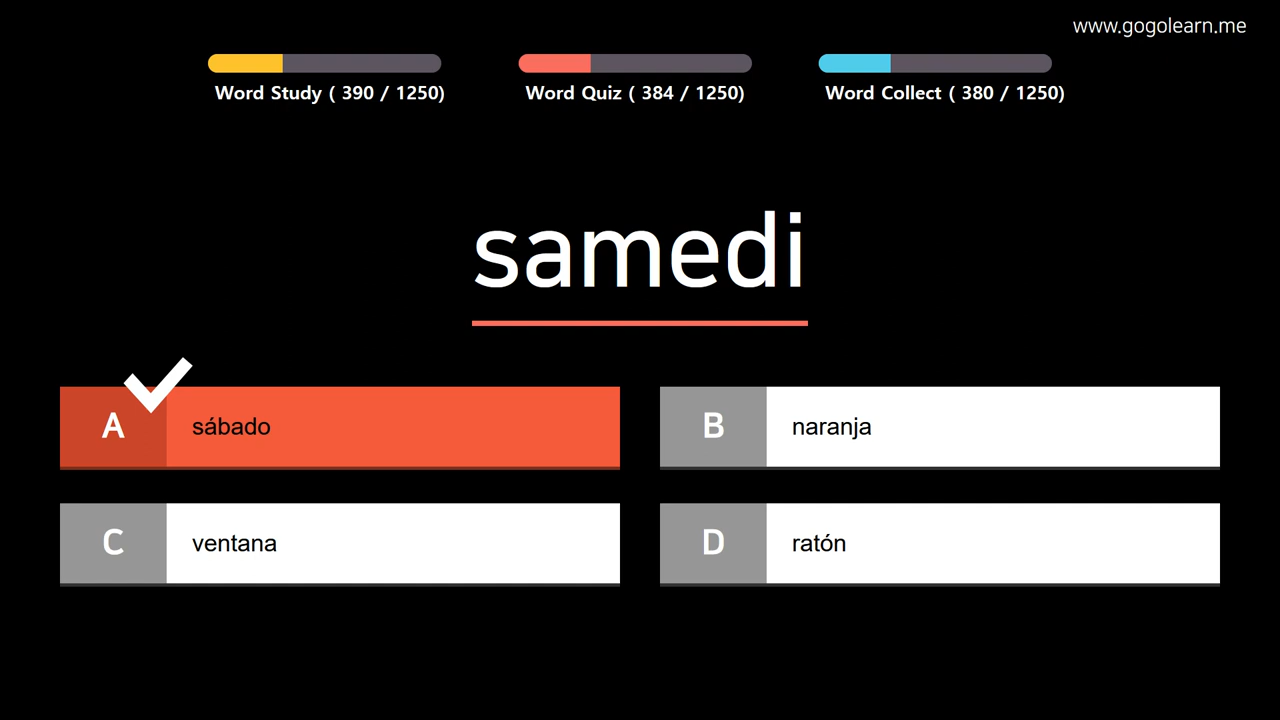 www.gogolearn.me
Word Study ( 390 / 1250)
Word Quiz ( 384 / 1250)
Word Collect ( 380 / 1250)
samedi
A sábado
B naranja
C ventana
D ratón